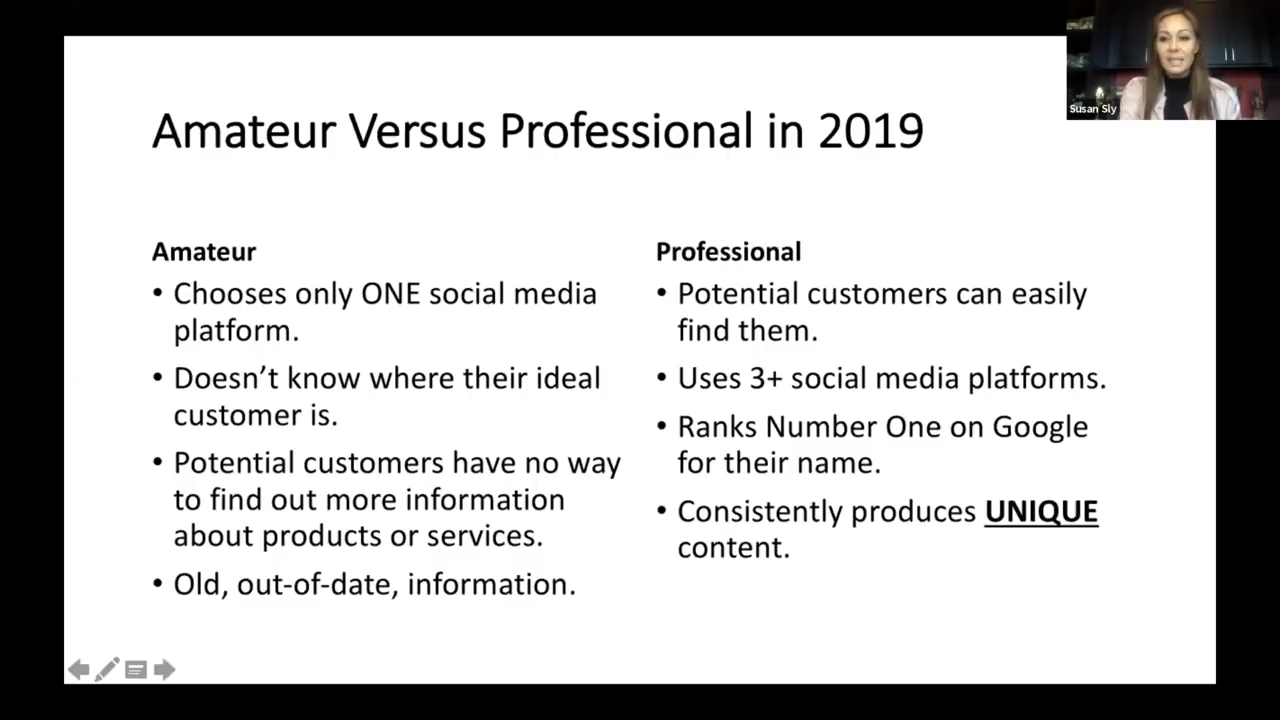 Susan Sly
Amateur Versus Professional in 2019
Amateur
• Chooses only ONE social media
platform.
• Doesn’t know where their ideal
customer is.
• Potential customers have no way
to find out more information
about products or services.
• Old, out-of-date, information.
Professional
• Potential customers can easily
find them.
• Uses 3+ social media platforms.
• Ranks Number One on Google
for their name.
• Consistently produces UNIQUE
content.